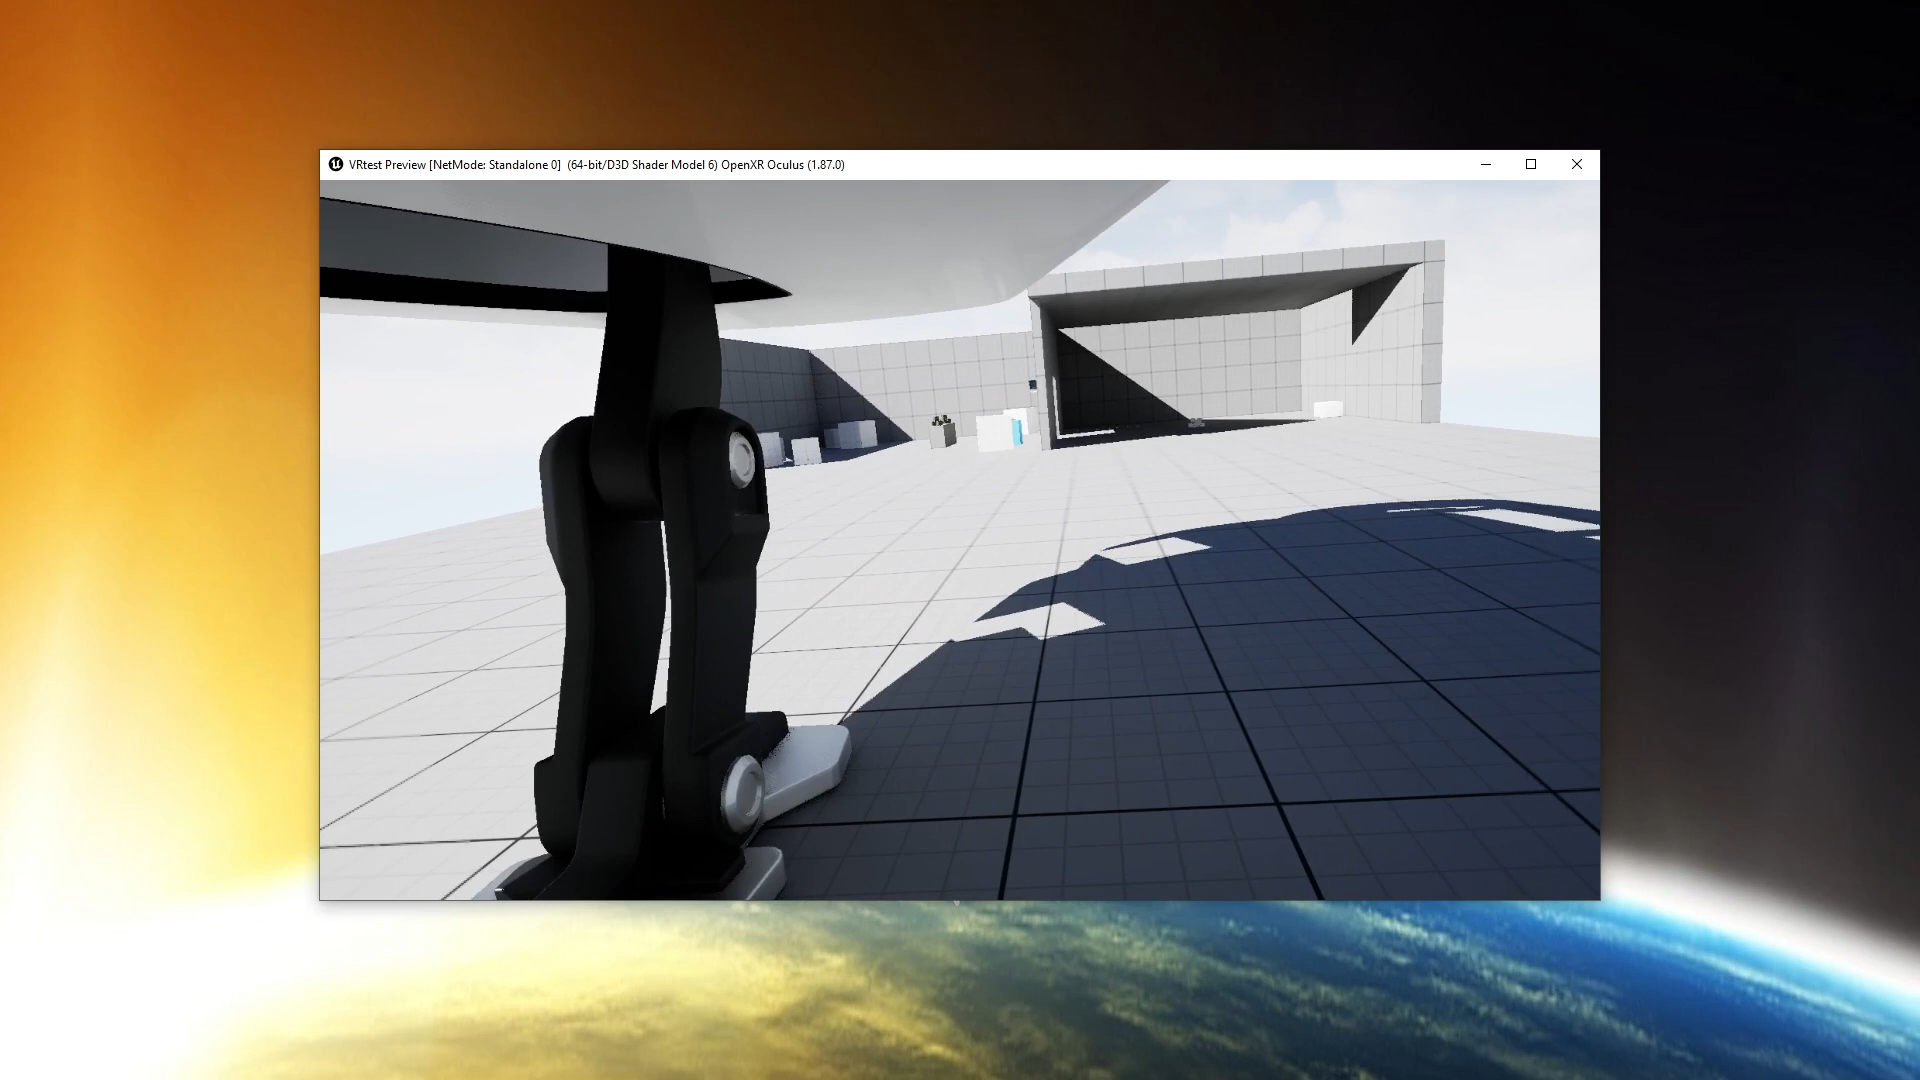 VRtest Preview [NetMode: Standalone 0]  (64-bit/D3D Shader Model 6) OpenXR Oculus (1.87.0)